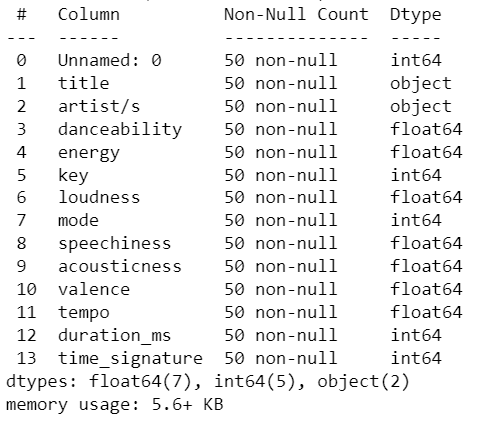 #   Column          Non-Null Count  Dtype
---  ------          --------------  -----
0   Unnamed: 0      50 non-null     int64
1   title           50 non-null     object
2   artist/s        50 non-null     object
3   danceability    50 non-null     float64
4   energy          50 non-null     float64
5   key             50 non-null     int64
6   loudness        50 non-null     float64
7   mode            50 non-null     int64
8   speechiness     50 non-null     float64
9   acousticness    50 non-null     float64
10  valence         50 non-null     float64
11  tempo           50 non-null     float64
12  duration_ms     50 non-null     int64
13  time_signature  50 non-null     int64
dtypes: float64(7), int64(5), object(2)
memory usage: 5.6+ KB